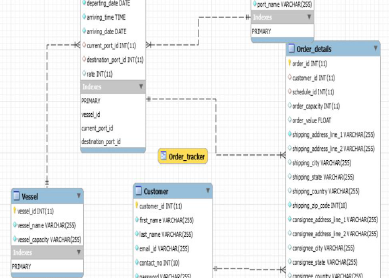 departing_date DATE
arriving_time TIME
arriving_date DATE
current_port_id INT(11)
destination_port_id INT(11)
rate INT(11)
Indexes
PRIMARY
vessel_id
current_port_id
destination_port_id
port_name VARCHAR(255)
Indexes
PRIMARY
Order_details
order_id INT(11)
customer_id INT(11)
schedule_id INT(11)
order_capacity INT(11)
order_value FLOAT
shipping_address_line_1 VARCHAR(255)
shipping_address_line_2 VARCHAR(255)
shipping_city VARCHAR(255)
shipping_state VARCHAR(255)
shipping_country VARCHAR(255)
shipping_zip_code INT(10)
consignee_address_line_1 VARCHAR(255)
consignee_address_line_2 VARCHAR(255)
consignee_city VARCHAR(255)
consignee_state VARCHAR(255)
consignee_country VARCHAR(255)
Order_tracker
Vessel
vessel_id INT(11)
vessel_name VARCHAR(255)
vessel_capacity VARCHAR(255)
Indexes
PRIMARY
Customer
customer_id INT(11)
first_name VARCHAR(255)
last_name VARCHAR(255)
email_id VARCHAR(255)
contact_no INT(10)
password VARCHAR(255)